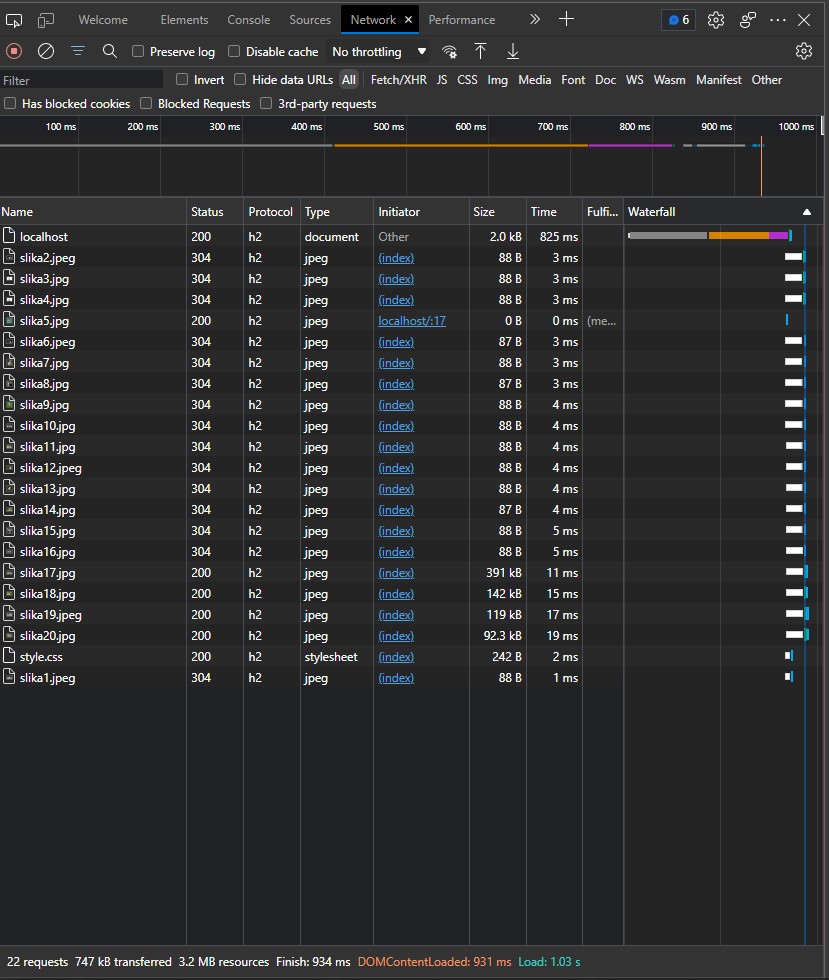 Welcome Elements Console Sources Network Performance 6
Preserve log Disable cache No throttling
Filter Invert Hide data URLs All Fetch/XHR JS CSS Img Media Font Doc WS Wasm Manifest Other
Has blocked cookies Blocked Requests 3rd-party requests
100 ms 200 ms 300 ms 400 ms 500 ms 600 ms 700 ms 800 ms 900 ms 1000 ms
Name Status Protocol Type Initiator Size Time Fulfi... Waterfall
localhost 200 h2 document Other 2.0 kB 825 ms
slika2.jpeg 304 h2 jpeg (index) 88 B 3 ms
slika3.jpg 304 h2 jpeg (index) 88 B 3 ms
slika4.jpg 304 h2 jpeg (index) 88 B 3 ms
slika5.jpg 200 h2 jpeg localhost/:17 0 B 0 ms (me...
slika6.jpeg 304 h2 jpeg (index) 87 B 3 ms
slika7.jpg 304 h2 jpeg (index) 88 B 3 ms
slika8.jpg 304 h2 jpeg (index) 87 B 3 ms
slika9.jpg 304 h2 jpeg (index) 88 B 4 ms
slika10.jpg 304 h2 jpeg (index) 88 B 4 ms
slika11.jpg 304 h2 jpeg (index) 88 B 4 ms
slika12.jpeg 304 h2 jpeg (index) 88 B 4 ms
slika13.jpg 304 h2 jpeg (index) 88 B 4 ms
slika14.jpg 304 h2 jpeg (index) 87 B 4 ms
slika15.jpg 304 h2 jpeg (index) 88 B 5 ms
slika16.jpg 304 h2 jpeg (index) 88 B 5 ms
slika17.jpg 200 h2 jpeg (index) 391 kB 11 ms
slika18.jpg 200 h2 jpeg (index) 142 kB 15 ms
slika19.jpeg 200 h2 jpeg (index) 119 kB 17 ms
slika20.jpg 200 h2 jpeg (index) 92.3 kB 19 ms
style.css 200 h2 stylesheet (index) 242 B 2 ms
slika1.jpeg 304 h2 jpeg (index) 88 B 1 ms
22 requests 747 kB transferred 3.2 MB resources Finish: 934 ms DOMContentLoaded: 931 ms Load: 1.03 s